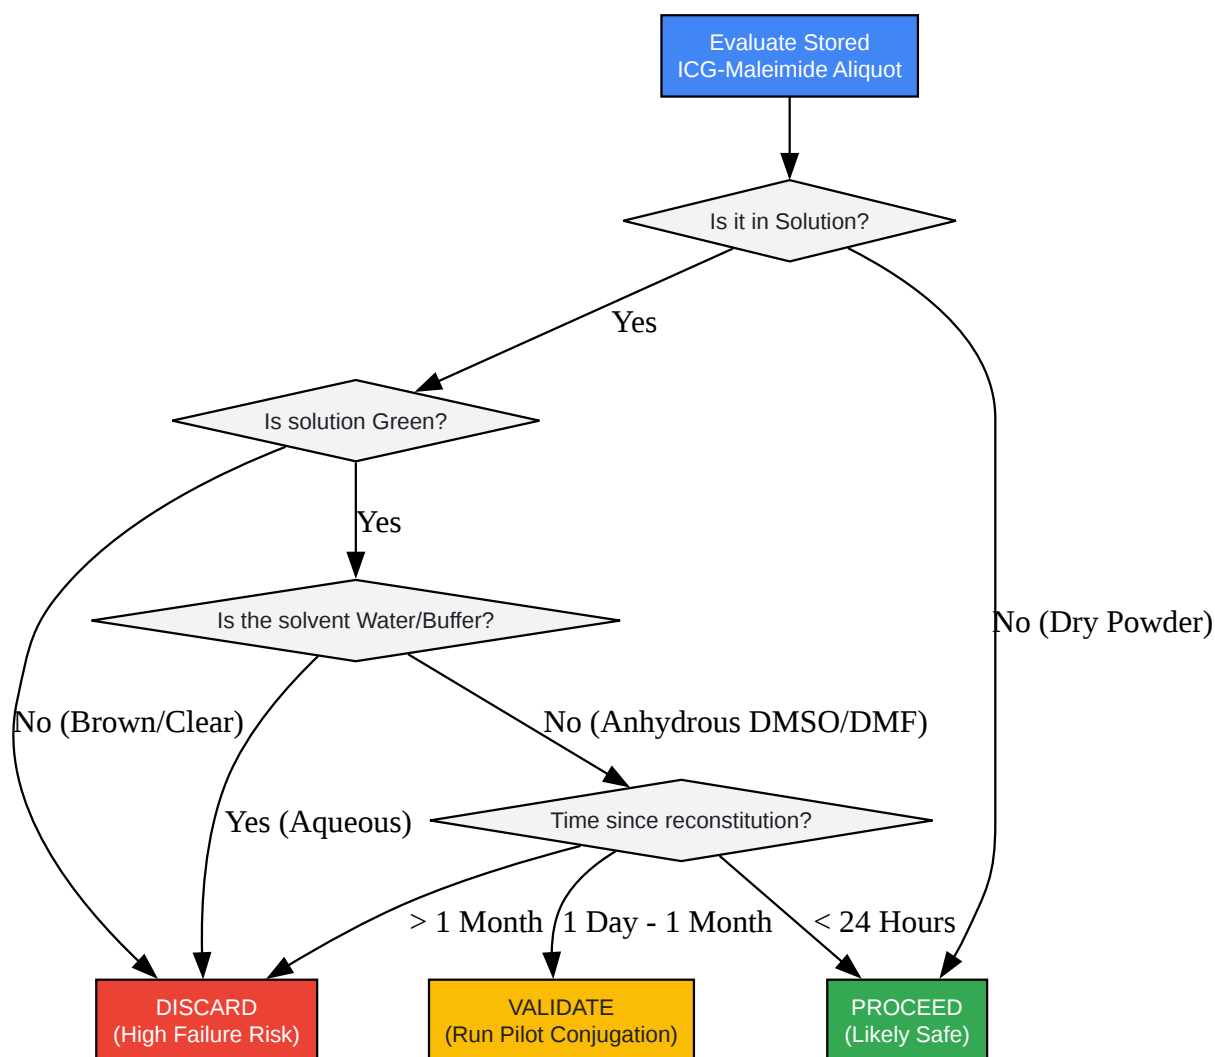 Evaluate Stored
ICG-Maleimide Aliquot
Is it in Solution?
Yes
Is solution Green?
Yes
Is the solvent Water/Buffer?
No (Dry Powder)
No (Brown/Clear)
No (Anhydrous DMSO/DMF)
Yes (Aqueous)
Time since reconstitution?
> 1 Month
1 Day - 1 Month
< 24 Hours
DISCARD
(High Failure Risk)
VALIDATE
(Run Pilot Conjugation)
PROCEED
(Likely Safe)